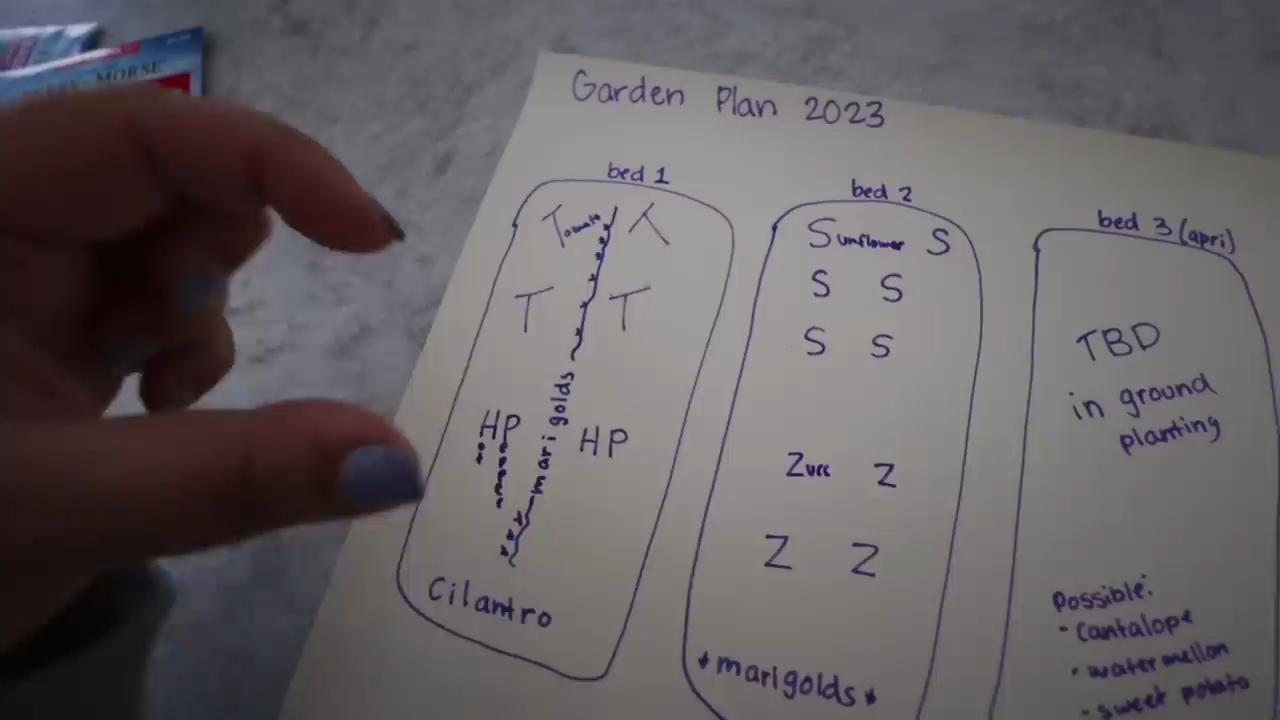 MORSE
Garden Plan 2023
bed 1
Tomato T
T T
marigolds
HP HP
Cilantro
bed 2
Sunflower S
S S
S S
Zucc Z
Z Z
*marigolds*
bed 3 (apri)
TBD
in ground
planting
Possible:
- cantalope
- watermellon
- sweet potato